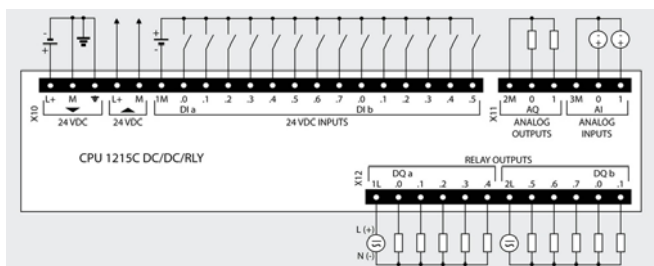 - + - +
L+ M L+ M 1M .0 .1 .2 .3 .4 .5 .6 .7 .0 .1 .2 .3 .4 .5 2M 0 1 3M 0 1
X10 DI a DI b X11 AQ AI
24 VDC 24 VDC 24 VDC INPUTS ANALOG OUTPUTS ANALOG INPUTS
CPU 1215C DC/DC/RLY
RELAY OUTPUTS
X12 DQ a DQ b
1L .0 .1 .2 .3 .4 2L .5 .6 .7 .0 .1
L (+)
N (-)